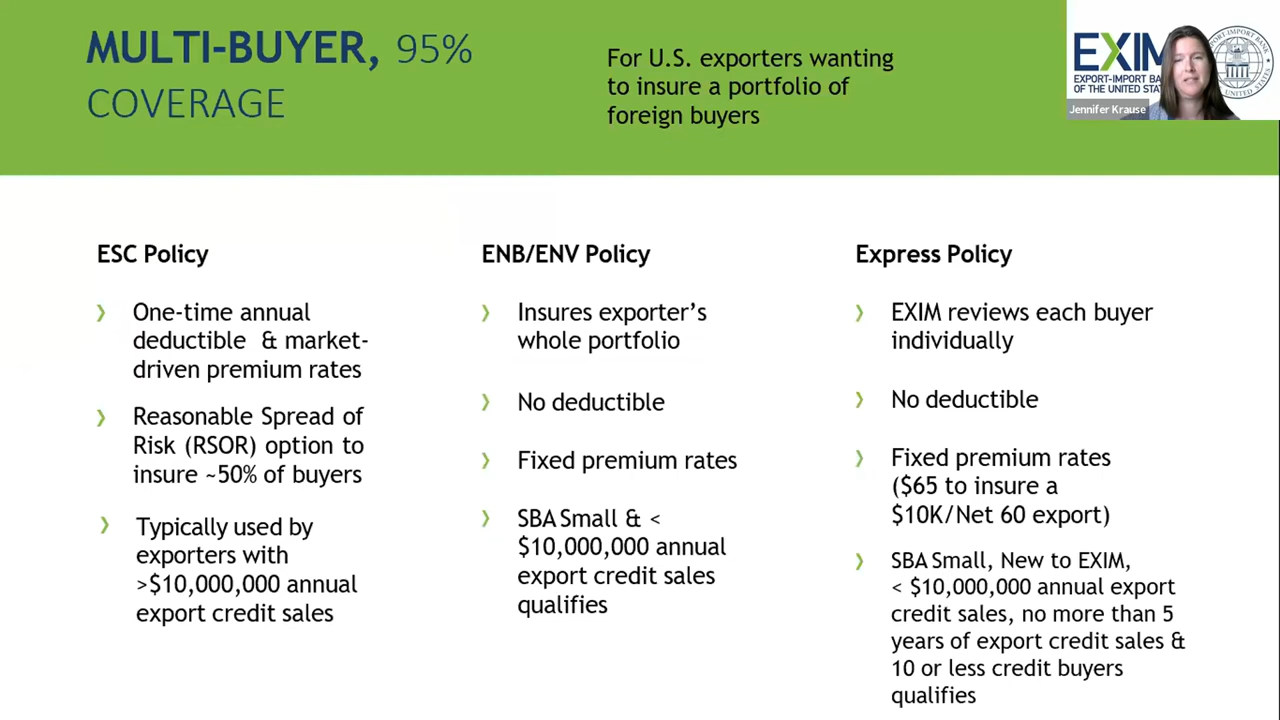 MULTI-BUYER, 95%
COVERAGE
For U.S. exporters wanting
to insure a portfolio of
foreign buyers
EXIM
EXPORT-IMPORT BA
OF THE UNITED STA
Jennifer Krause
ESC Policy
❯ One-time annual
deductible & market-
driven premium rates
❯ Reasonable Spread of
Risk (RSOR) option to
insure ~50% of buyers
❯ Typically used by
exporters with
>$10,000,000 annual
export credit sales
ENB/ENV Policy
❯ Insures exporter’s
whole portfolio
❯ No deductible
❯ Fixed premium rates
❯ SBA Small & <
$10,000,000 annual
export credit sales
qualifies
Express Policy
❯ EXIM reviews each buyer
individually
❯ No deductible
❯ Fixed premium rates
($65 to insure a
$10K/Net 60 export)
❯ SBA Small, New to EXIM,
< $10,000,000 annual export
credit sales, no more than 5
years of export credit sales &
10 or less credit buyers
qualifies